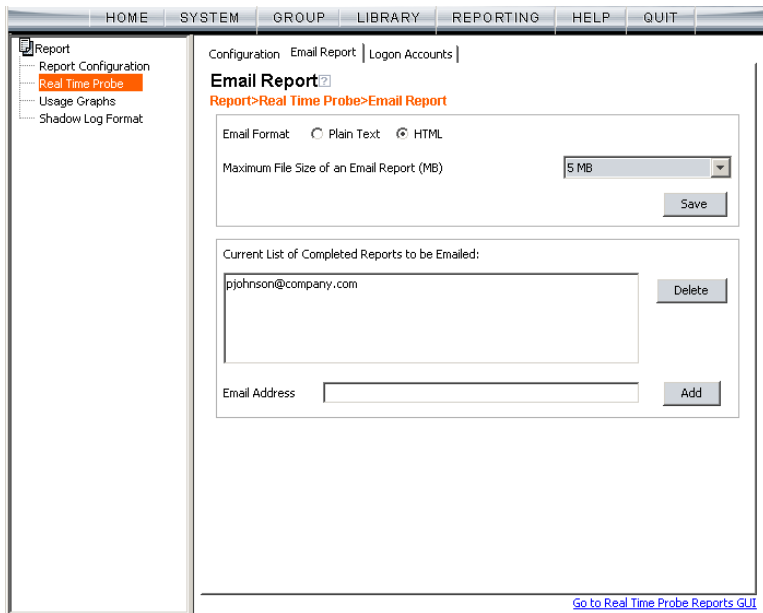 HOME SYSTEM GROUP LIBRARY REPORTING HELP QUIT
Report
Report Configuration
Real Time Probe
Usage Graphs
Shadow Log Format
Configuration Email Report Logon Accounts
Email Report ?
Report>Real Time Probe>Email Report
Email Format Plain Text HTML
Maximum File Size of an Email Report (MB) 5 MB
Save
Current List of Completed Reports to be Emailed:
pjohnson@company.com
Delete
Email Address Add
Go to Real Time Probe Reports GUI